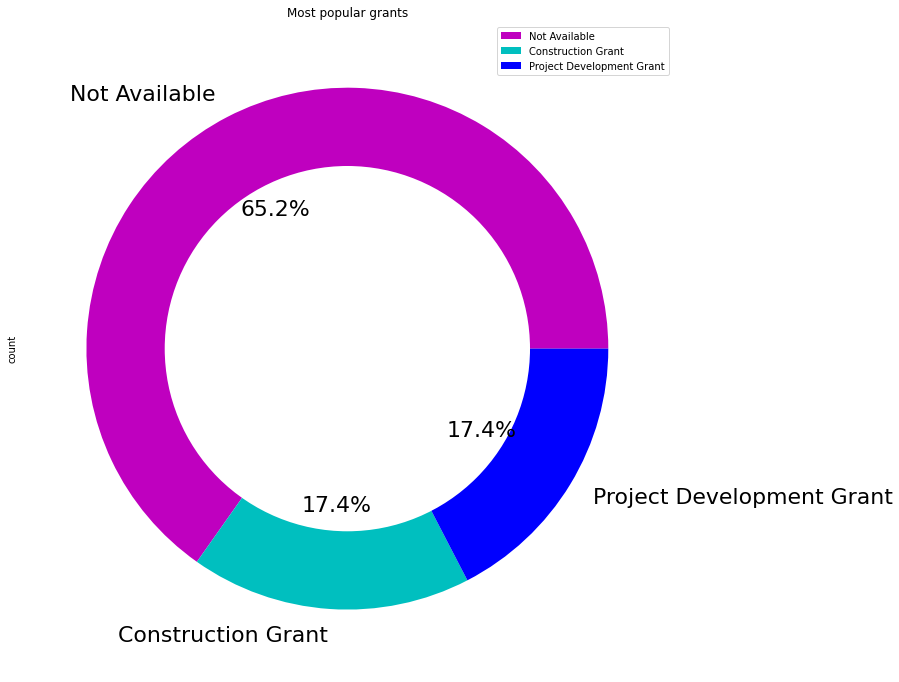 Most popular grants
Not Available
Construction Grant
Project Development Grant
Not Available
65.2%
count
17.4%
Project Development Grant
17.4%
Construction Grant